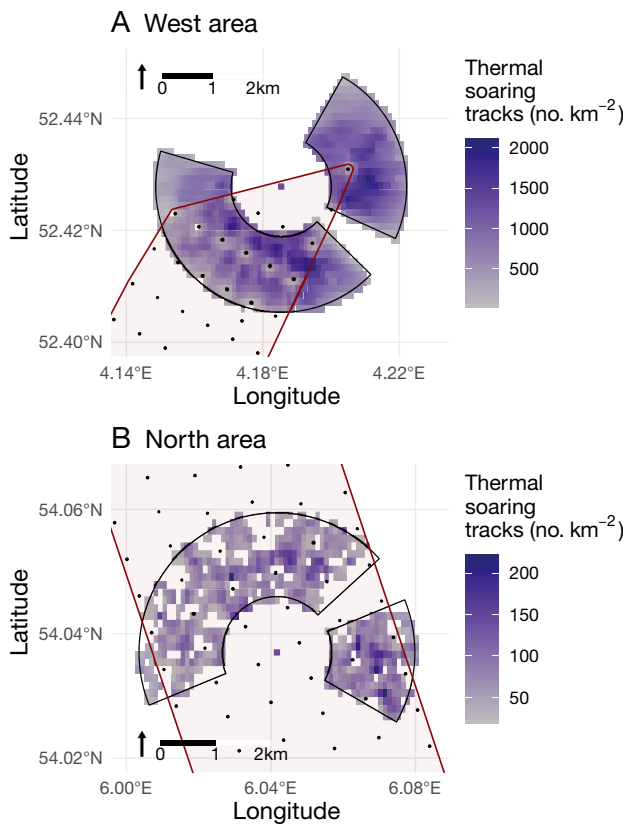 A West area
0 1 2km
52.44°N
52.42°N
52.40°N
Latitude
4.14°E 4.18°E 4.22°E
Longitude
Thermal
soaring
tracks (no. km−2)
2000
1500
1000
500
B North area
54.06°N
54.04°N
54.02°N
Latitude
0 1 2km
6.00°E 6.04°E 6.08°E
Longitude
Thermal
soaring
tracks (no. km−2)
200
150
100
50